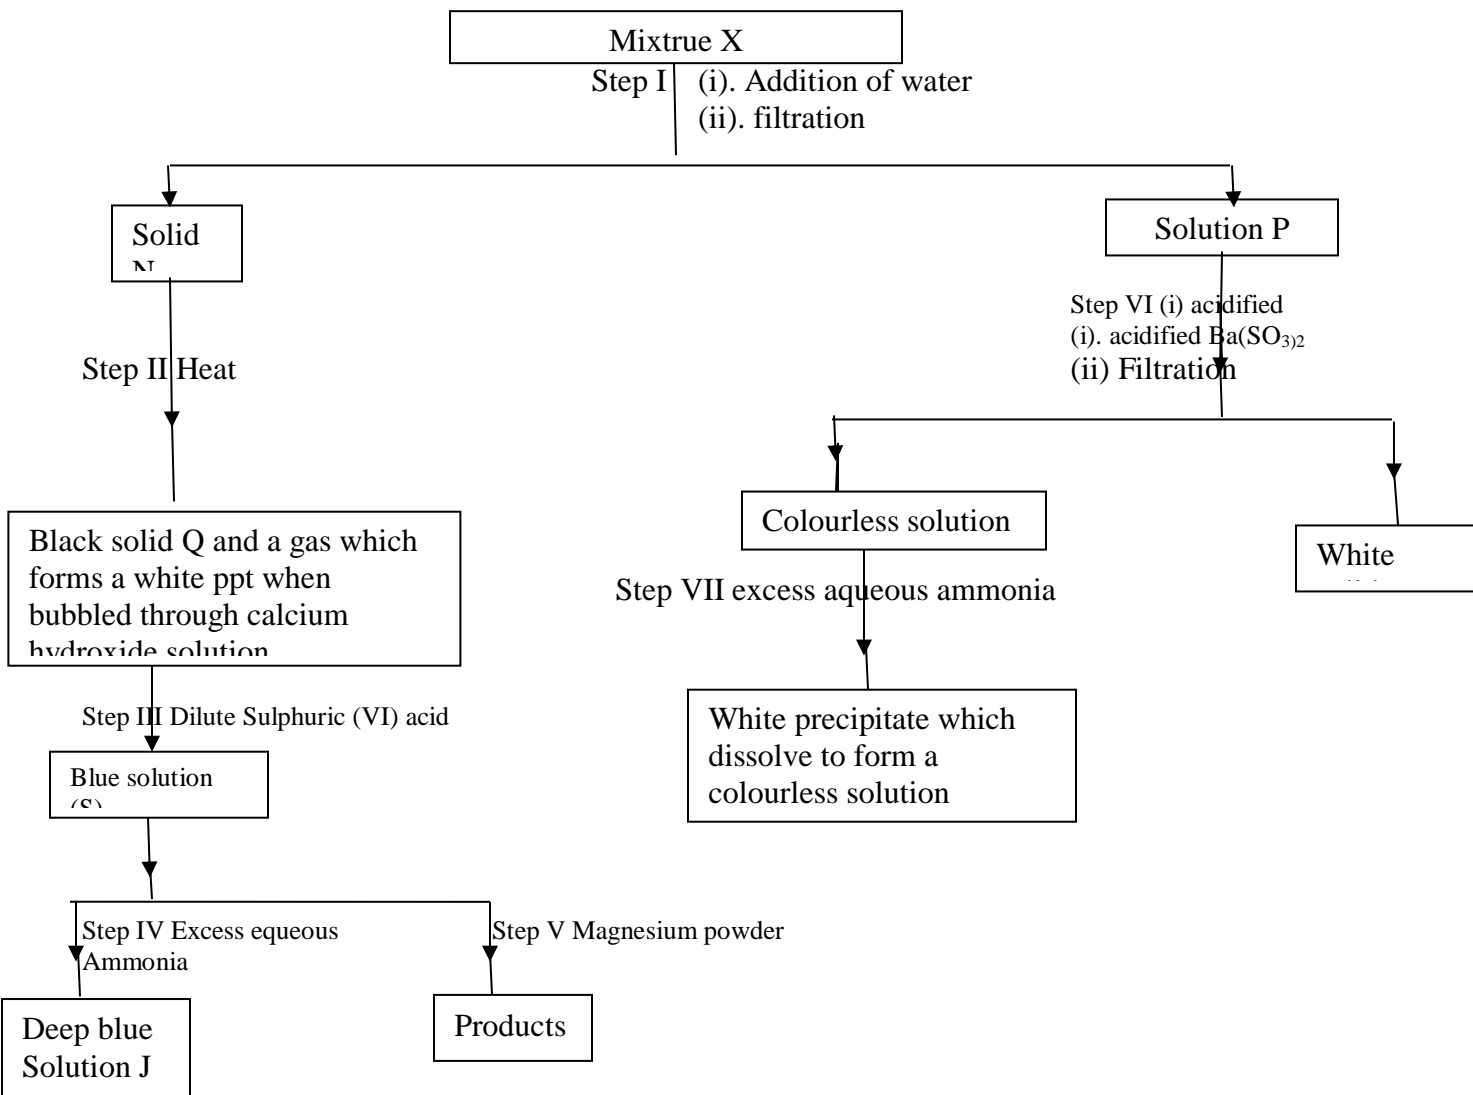 Mixtrue X
Step I (i). Addition of water
(ii). filtration
Solid
N
Solution P
Step II Heat
Step VI (i) acidified
(i). acidified Ba(SO3)2
(ii) Filtration
Black solid Q and a gas which
forms a white ppt when
bubbled through calcium
hydroxide solution
Colourless solution
White
Step VII excess aqueous ammonia
White precipitate which
dissolve to form a
colourless solution
Step III Dilute Sulphuric (VI) acid
Blue solution
(S)
Step IV Excess equeous
Ammonia
Step V Magnesium powder
Deep blue
Solution J
Products